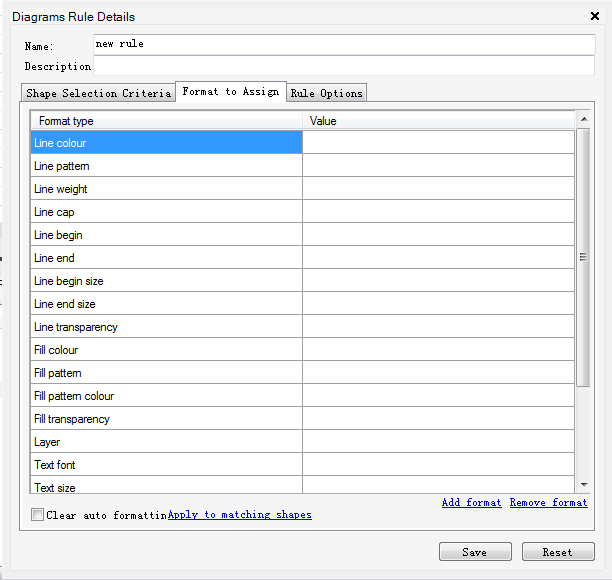 Diagrams Rule Details
Name: new rule
Description
Shape Selection Criteria Format to Assign Rule Options
Format type Value
Line colour
Line pattern
Line weight
Line cap
Line begin
Line end
Line begin size
Line end size
Line transparency
Fill colour
Fill pattern
Fill pattern colour
Fill transparency
Layer
Text font
Text size
Add format Remove format
Clear auto formattin Apply to matching shapes
Save Reset